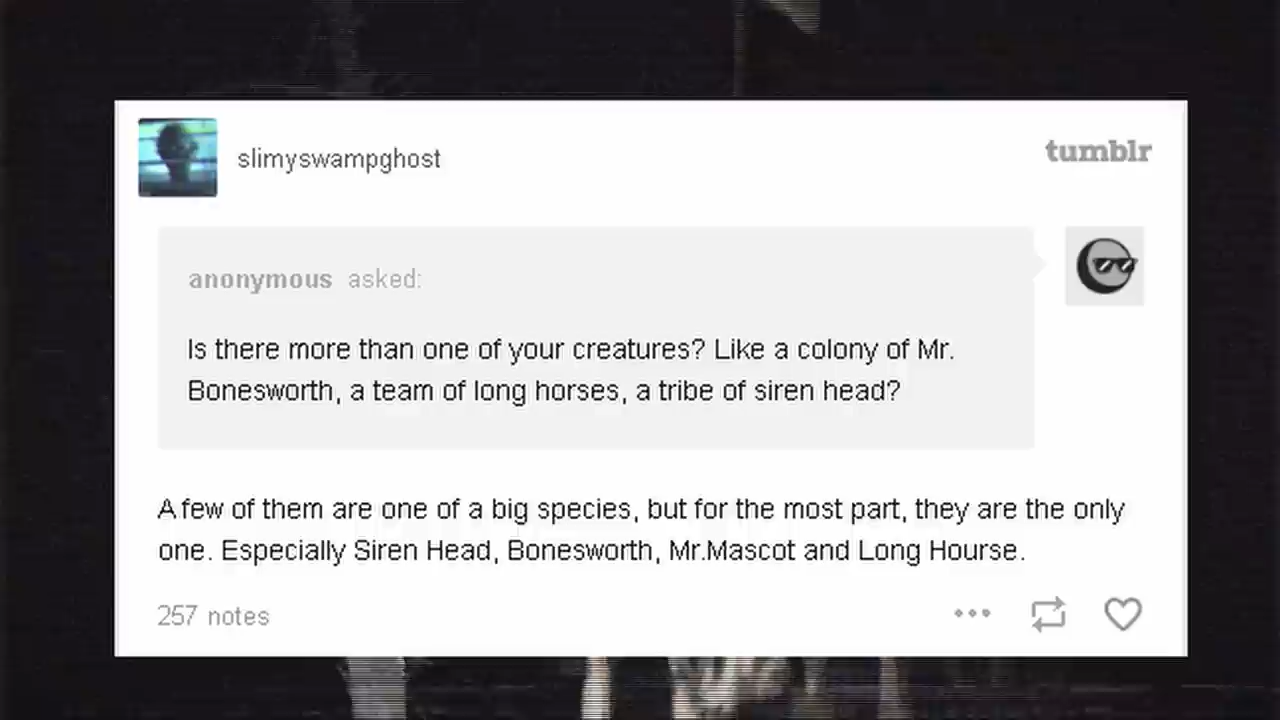 slimyswampghost
tumblr
anonymous asked:
Is there more than one of your creatures? Like a colony of Mr.
Bonesworth, a team of long horses, a tribe of siren head?
A few of them are one of a big species, but for the most part, they are the only
one. Especially Siren Head, Bonesworth, Mr.Mascot and Long Hourse.
257 notes